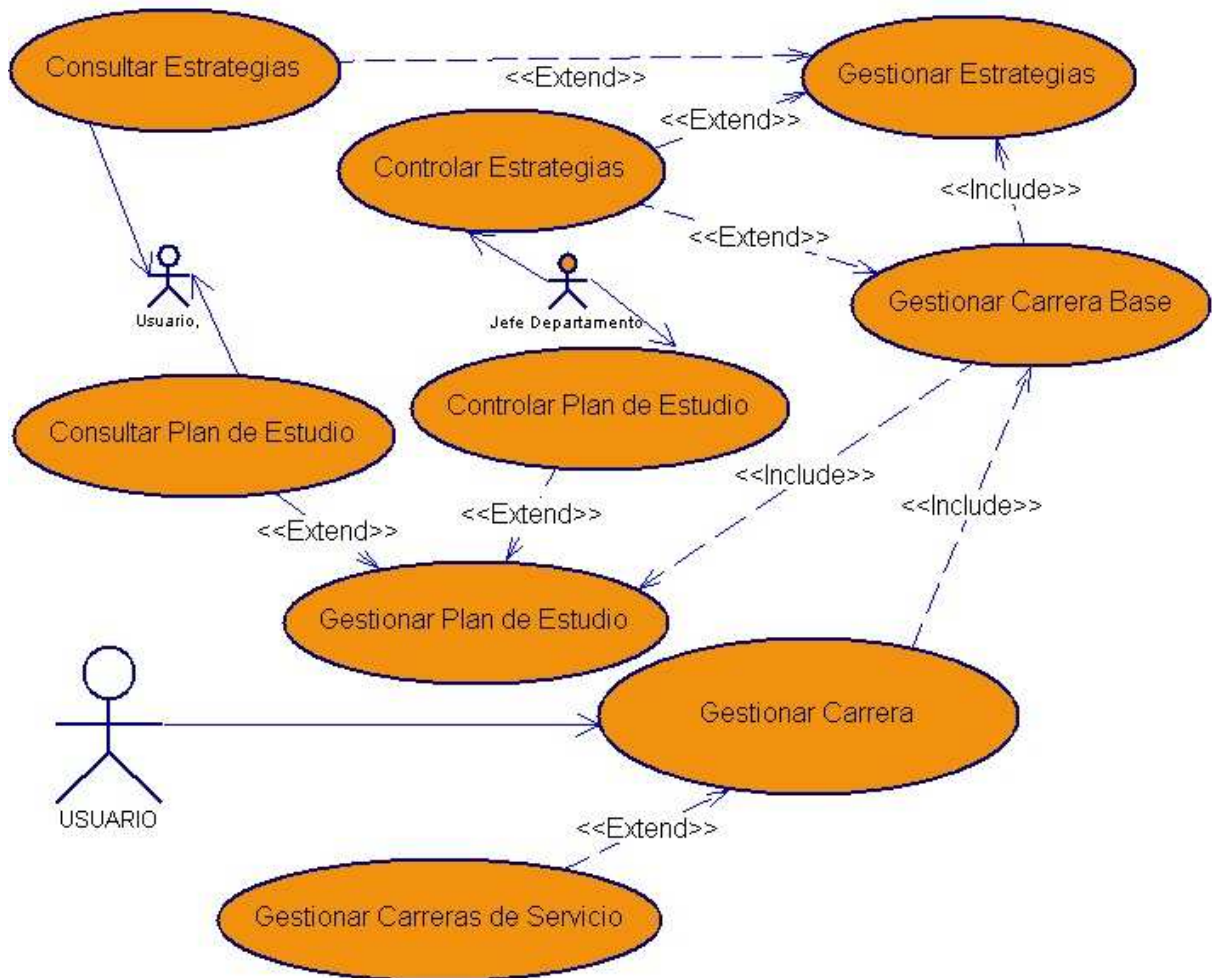 Consultar Estrategias
Gestionar Estrategias
<<Extend>>
<<Extend>>
Controlar Estrategias
<<Include>>
<<Extend>>
Gestionar Carrera Base
Usuario,
Jefe Departamento
Controlar Plan de Estudio
Consultar Plan de Estudio
<<Include>>
<<Include>>
<<Extend>>
<<Extend>>
Gestionar Plan de Estudio
Gestionar Carrera
USUARIO
<<Extend>>
Gestionar Carreras de Servicio